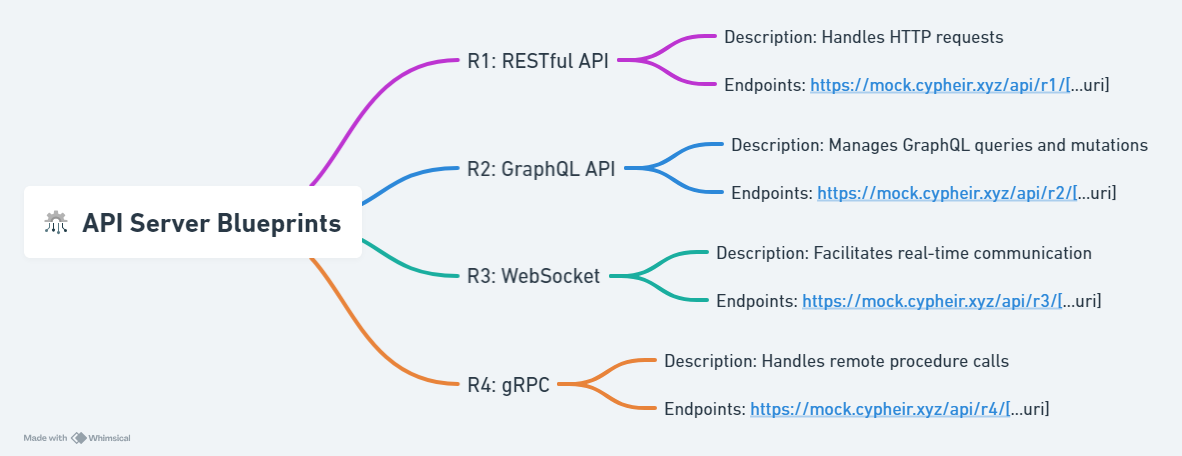 API Server Blueprints
R1: RESTful API
Description: Handles HTTP requests
Endpoints: https://mock.cypheir.xyz/api/r1/[...uri]
R2: GraphQL API
Description: Manages GraphQL queries and mutations
Endpoints: https://mock.cypheir.xyz/api/r2/[...uri]
R3: WebSocket
Description: Facilitates real-time communication
Endpoints: https://mock.cypheir.xyz/api/r3/[...uri]
R4: gRPC
Description: Handles remote procedure calls
Endpoints: https://mock.cypheir.xyz/api/r4/[...uri]
Made with Whimsical